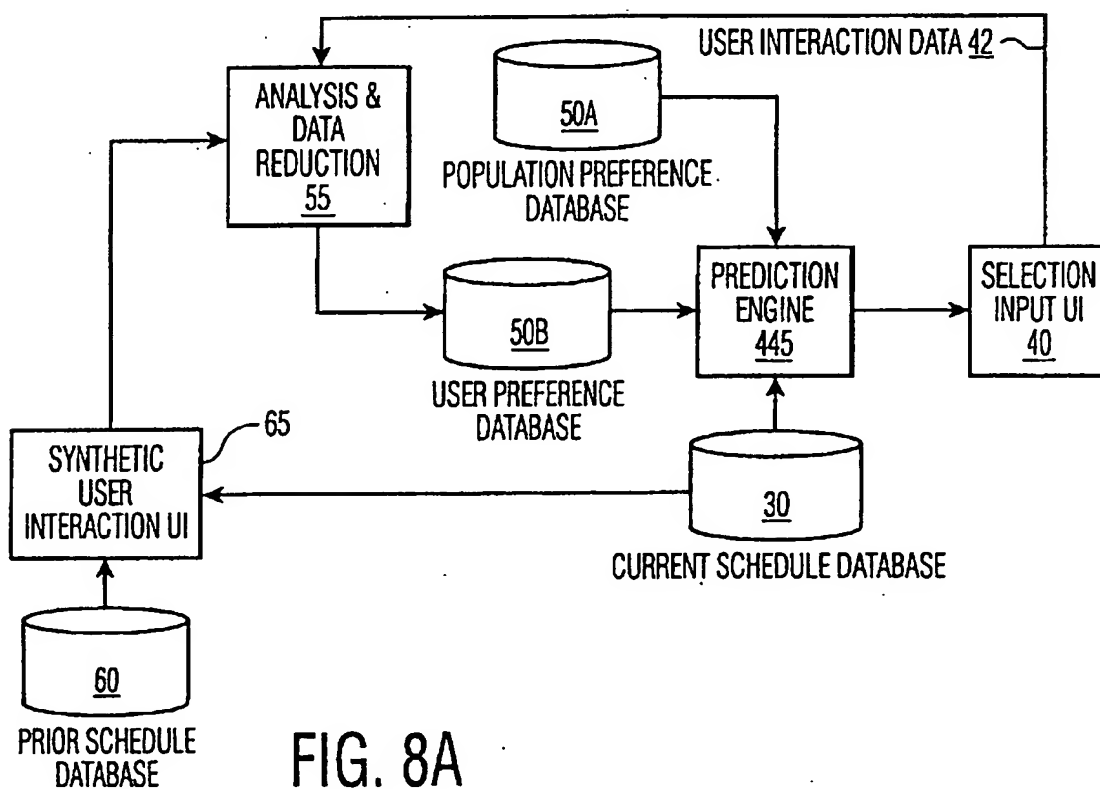 USER INTERACTION DATA 42
ANALYSIS &
DATA
REDUCTION
55
50A
POPULATION PREFERENCE
DATABASE
50B
USER PREFERENCE
DATABASE
PREDICTION
ENGINE
445
SELECTION
INPUT UI
40
65
SYNTHETIC
USER
INTERACTION UI
30
CURRENT SCHEDULE DATABASE
60
PRIOR SCHEDULE
DATABASE
FIG. 8A